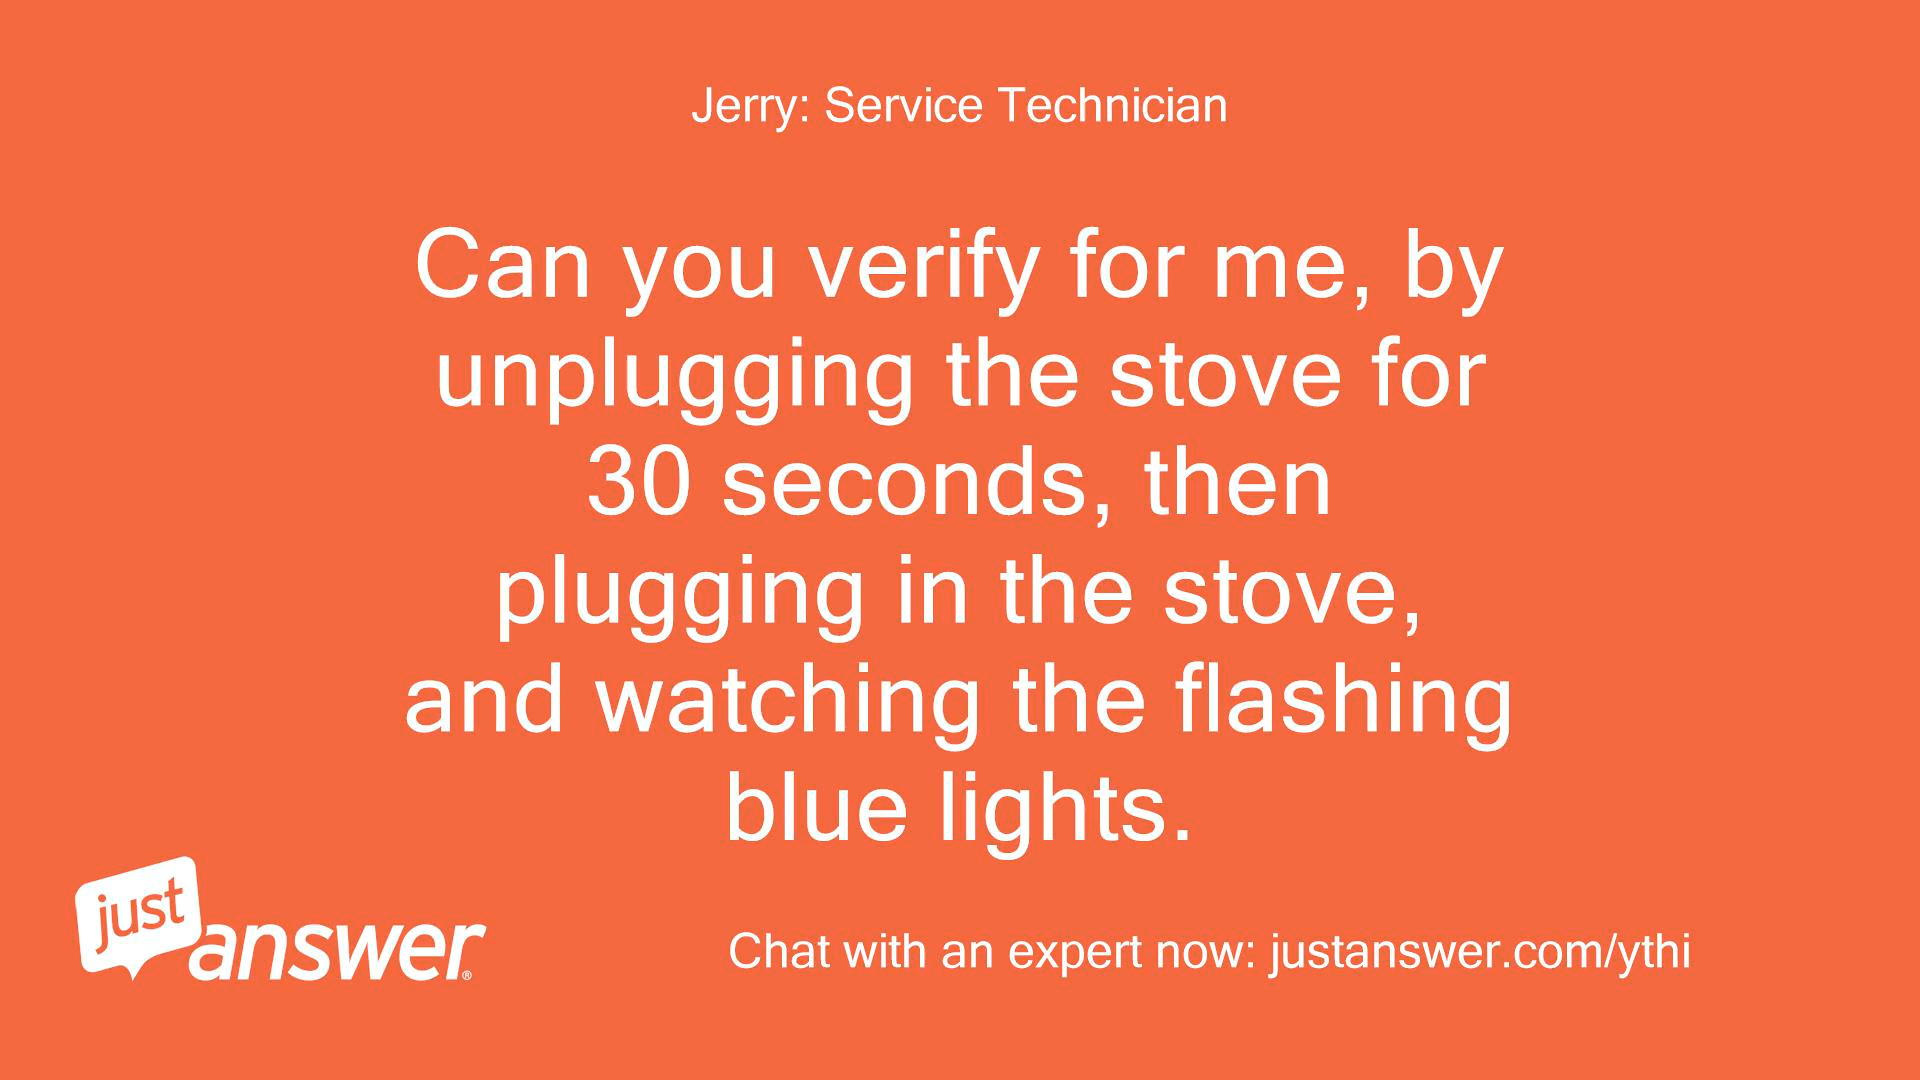 Jerry: Service Technician
Can you verify for me, by
unplugging the stove for
30 seconds, then
plugging in the stove,
and watching the flashing
blue lights.
just
answer®
Chat with an expert now: justanswer.com/ythi